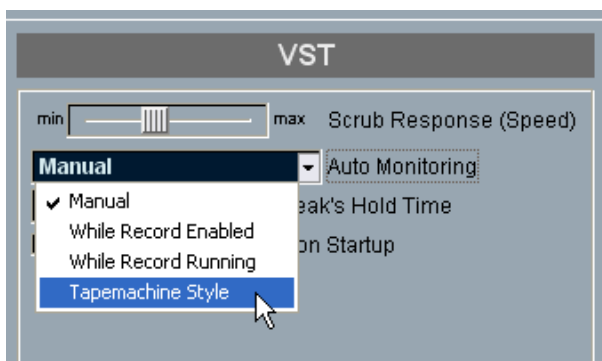 VST
min max Scrub Response (Speed)
Manual Auto Monitoring
Manual
While Record Enabled
While Record Running
Tapemachine Style
Hold Time
on Startup